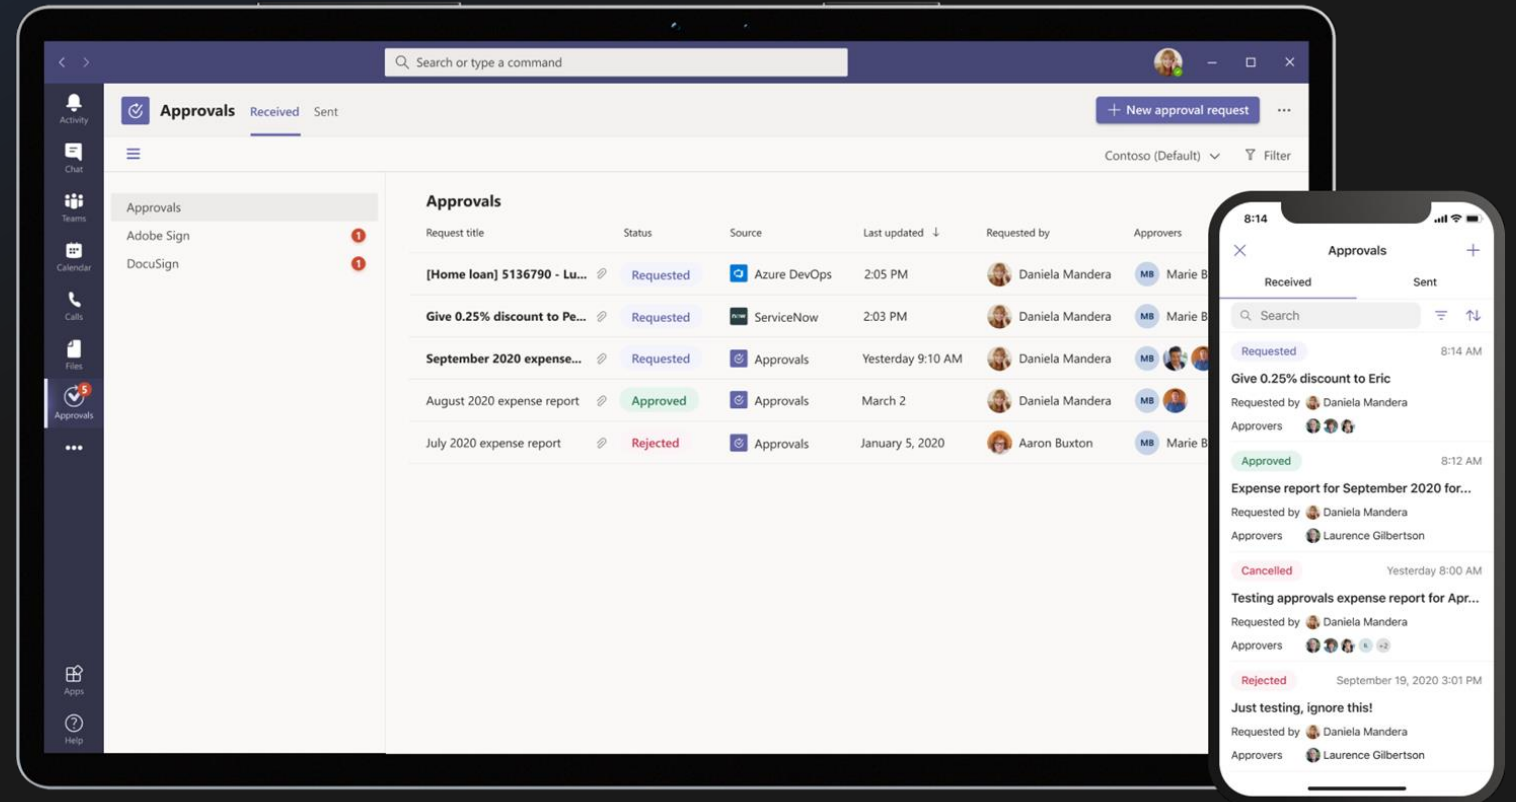 Search or type a command
Activity
Chat
Teams
Calendar
Calls
Files
5
Approvals
Apps
Help
Approvals Received Sent
+ New approval request ...
Contoso (Default) Filter
Approvals
Adobe Sign 1
DocuSign 1
Approvals
Request title Status Source Last updated ↓ Requested by Approvers
[Home loan] 5136790 - Lu... Requested Azure DevOps 2:05 PM Daniela Mandera MB Marie B
Give 0.25% discount to Pe... Requested ServiceNow 2:03 PM Daniela Mandera MB Marie B
September 2020 expense... Requested Approvals Yesterday 9:10 AM Daniela Mandera MB
August 2020 expense report Approved Approvals March 2 Daniela Mandera MB
July 2020 expense report Rejected Approvals January 5, 2020 Aaron Buxton MB Marie B
8:14
Approvals
Received Sent
Search
Requested 8:14 AM
Give 0.25% discount to Eric
Requested by Daniela Mandera
Approvers
Approved 8:12 AM
Expense report for September 2020 for...
Requested by Daniela Mandera
Approvers Laurence Gilbertson
Cancelled Yesterday 8:00 AM
Testing approvals expense report for Apr...
Requested by Daniela Mandera
Approvers +2
Rejected September 19, 2020 3:01 PM
Just testing, ignore this!
Requested by Daniela Mandera
Approvers Laurence Gilbertson